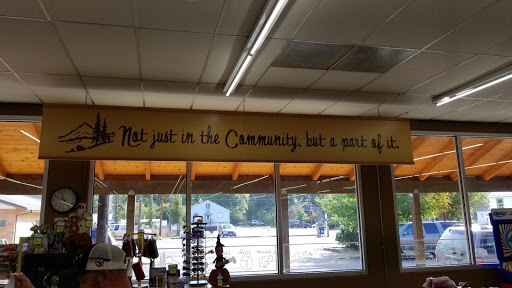 Not just in the Community, but a part of it.